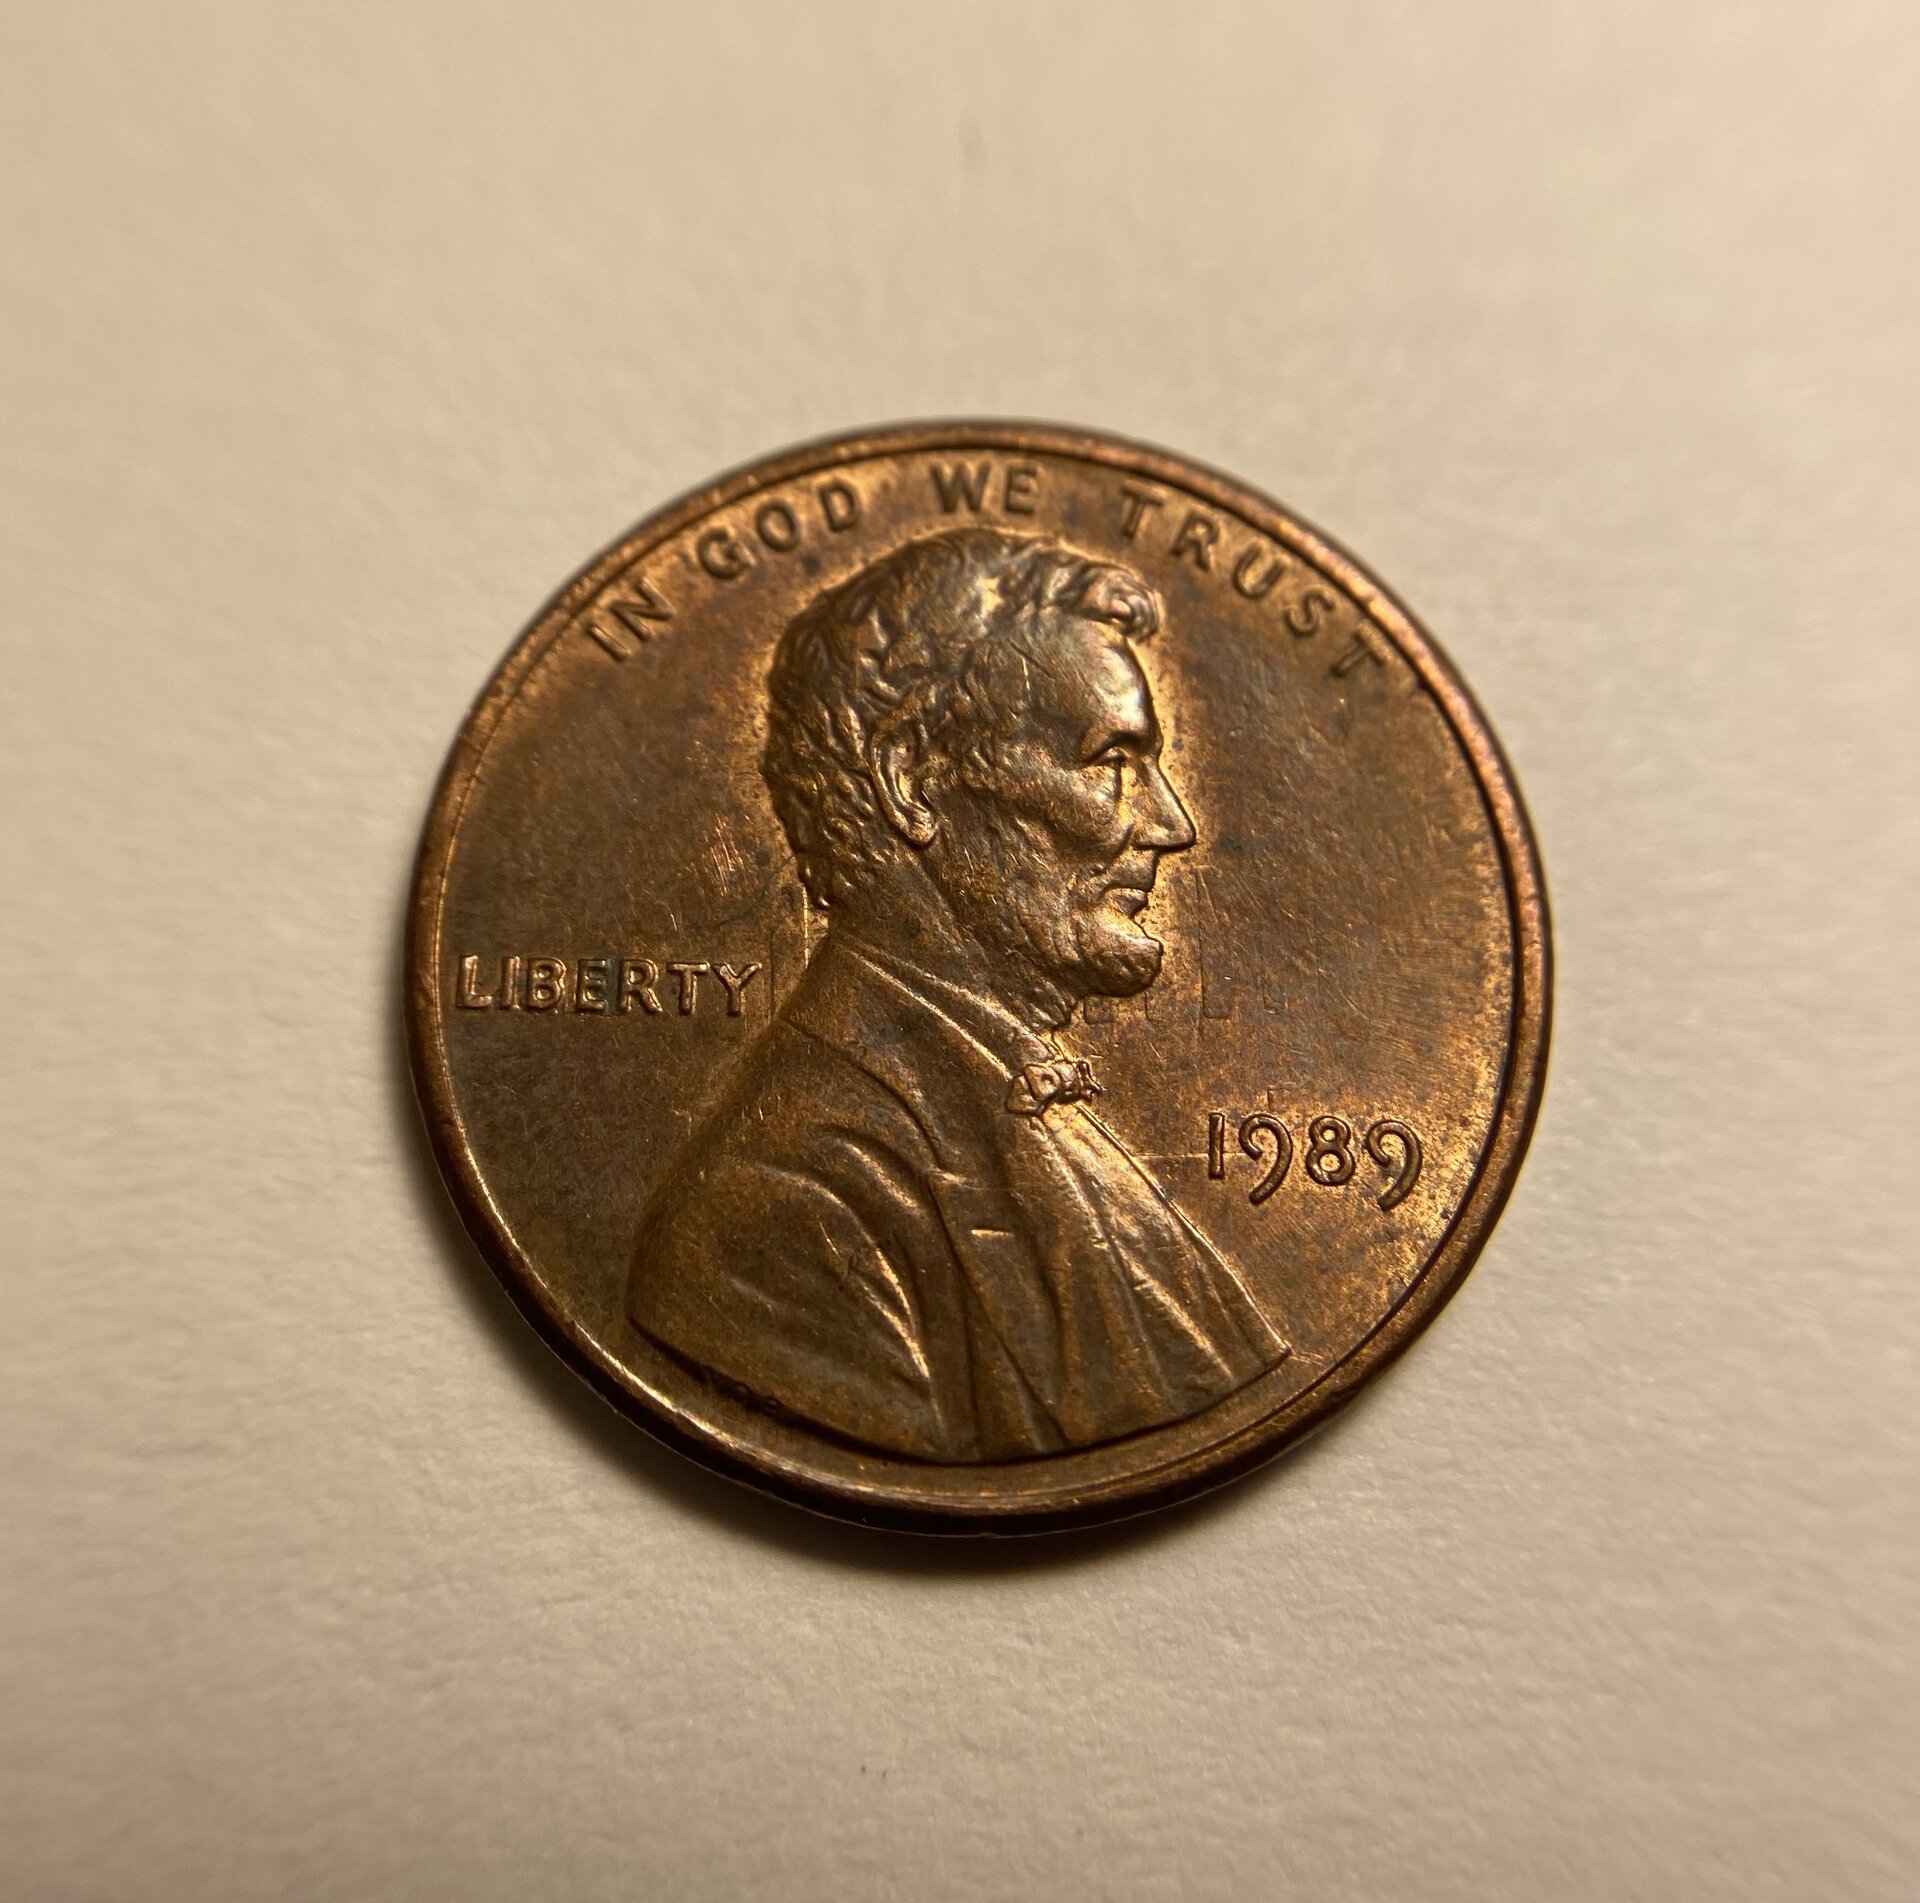 IN GOD WE TRUST
LIBERTY
1989